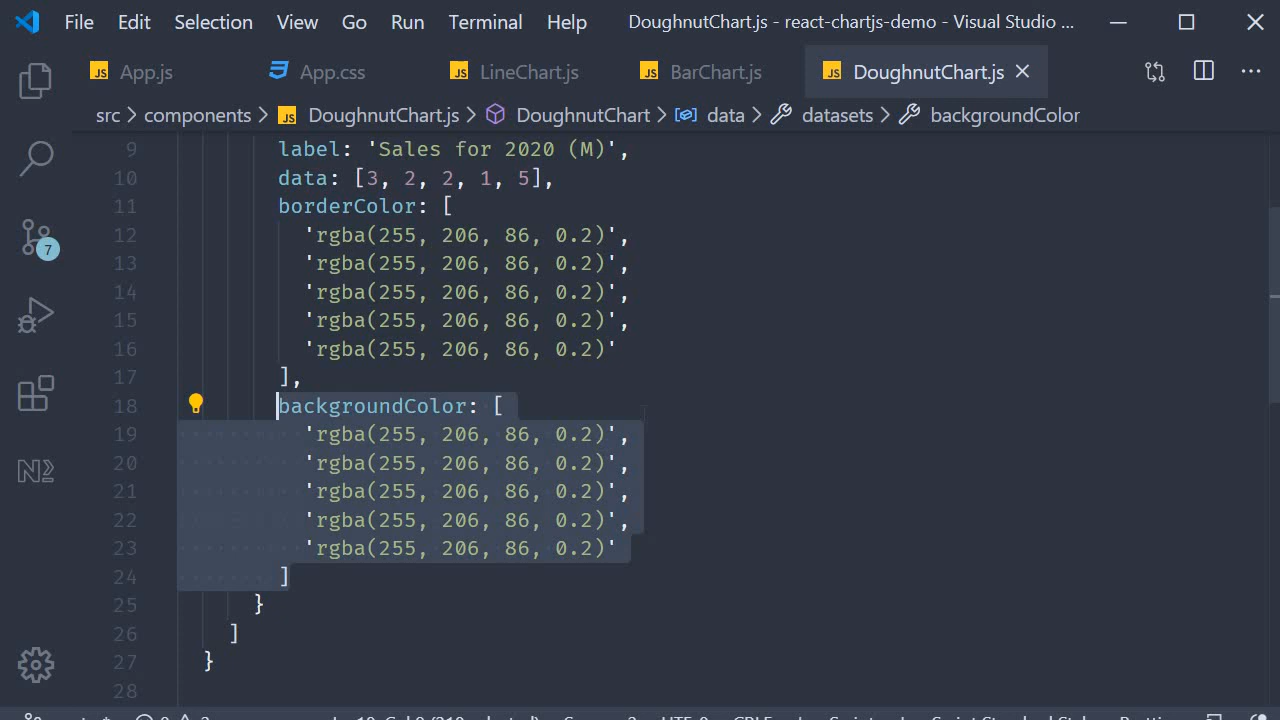 File Edit Selection View Go Run Terminal Help DoughnutChart.js - react-chartjs-demo - Visual Studio ...
JS App.js App.css JS LineChart.js JS BarChart.js JS DoughnutChart.js
src > components > JS DoughnutChart.js > DoughnutChart > data > datasets > backgroundColor
9 label: 'Sales for 2020 (M)',
10 data: [3, 2, 2, 1, 5],
11 borderColor: [
12 'rgba(255, 206, 86, 0.2)',
13 'rgba(255, 206, 86, 0.2)',
14 'rgba(255, 206, 86, 0.2)',
15 'rgba(255, 206, 86, 0.2)',
16 'rgba(255, 206, 86, 0.2)'
17 ],
18 backgroundColor: [
19 'rgba(255, 206, 86, 0.2)',
20 'rgba(255, 206, 86, 0.2)',
21 'rgba(255, 206, 86, 0.2)',
22 'rgba(255, 206, 86, 0.2)',
23 'rgba(255, 206, 86, 0.2)'
24 ]
25 }
26 ]
27 }
28
7